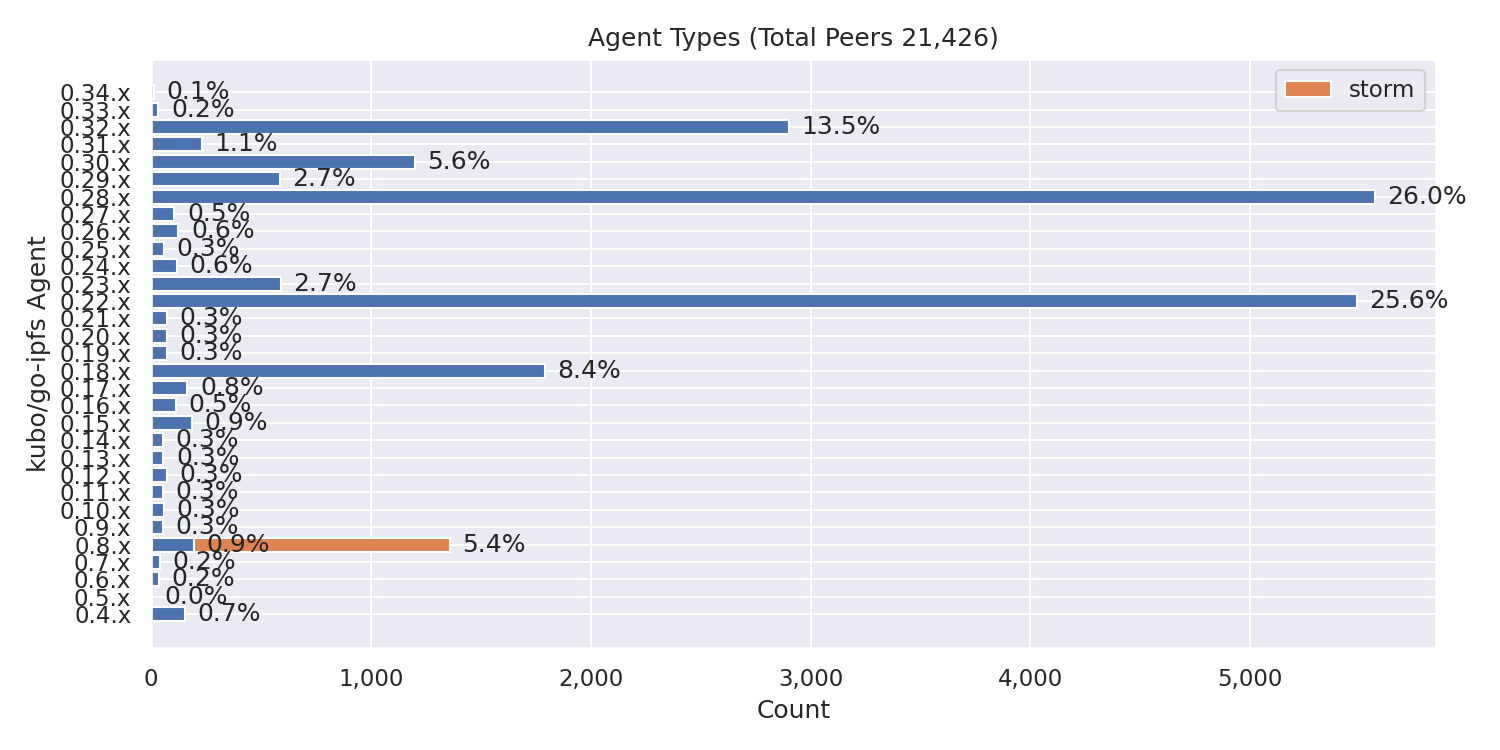 Agent Types (Total Peers 21,426)
storm
kubo/go-ipfs Agent
0.34.x 0.1%
0.33.x 0.2%
0.32.x 13.5%
0.31.x 1.1%
0.30.x 5.6%
0.29.x 2.7%
0.28.x 26.0%
0.27.x 0.5%
0.26.x 0.6%
0.25.x 0.3%
0.24.x 0.6%
0.23.x 2.7%
0.22.x 25.6%
0.21.x 0.3%
0.20.x 0.3%
0.19.x 0.3%
0.18.x 8.4%
0.17.x 0.8%
0.16.x 0.5%
0.15.x 0.9%
0.14.x 0.3%
0.13.x 0.3%
0.12.x 0.3%
0.11.x 0.3%
0.10.x 0.3%
0.9.x 0.3%
0.8.x 0.9% 5.4%
0.7.x 0.2%
0.6.x 0.2%
0.5.x 0.0%
0.4.x 0.7%
0 1,000 2,000 3,000 4,000 5,000
Count